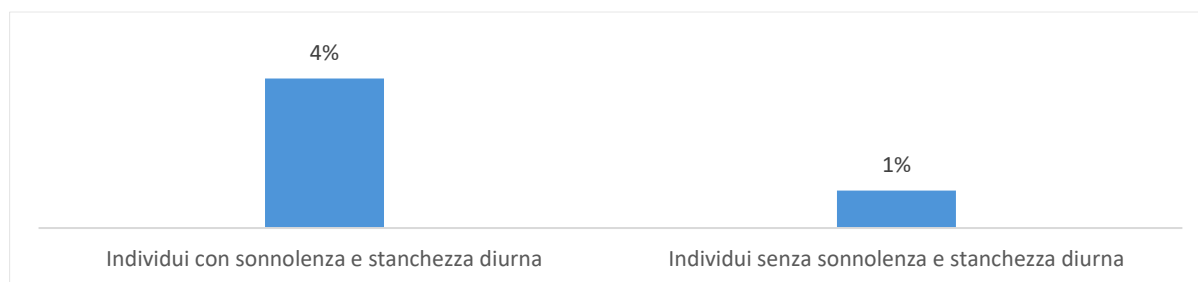 4%
1%
Individui con sonnolenza e stanchezza diurna
Individui senza sonnolenza e stanchezza diurna